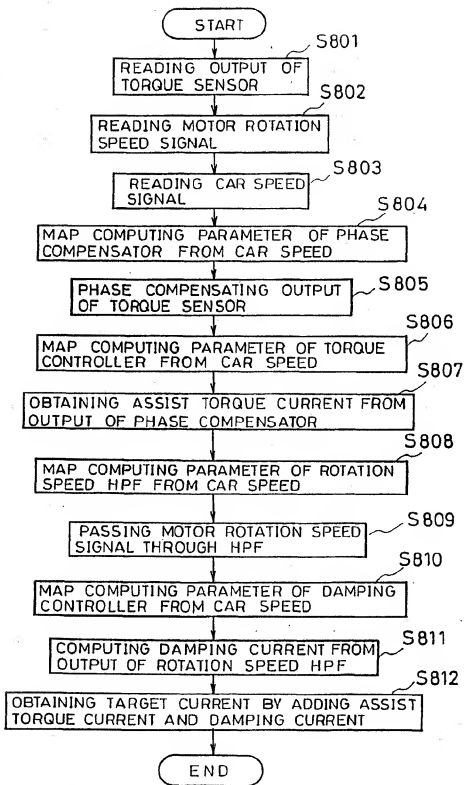 START
S801
READING OUTPUT OF
TORQUE SENSOR
S802
READING MOTOR ROTATION
SPEED SIGNAL
S803
READING CAR SPEED
SIGNAL
S804
MAP COMPUTING PARAMETER OF PHASE
COMPENSATOR FROM CAR SPEED
S805
PHASE COMPENSATING OUTPUT
OF TORQUE SENSOR
S806
MAP COMPUTING PARAMETER OF TORQUE
CONTROLLER FROM CAR SPEED
S807
OBTAINING ASSIST TORQUE CURRENT FROM
OUTPUT OF PHASE COMPENSATOR
S808
MAP COMPUTING PARAMETER OF ROTATION
SPEED HPF FROM CAR SPEED
S809
PASSING MOTOR ROTATION SPEED
SIGNAL THROUGH HPF
S810
MAP COMPUTING PARAMETER OF DAMPING
CONTROLLER FROM CAR SPEED
S811
COMPUTING DAMPING CURRENT FROM
OUTPUT OF ROTATION SPEED HPF
S812
OBTAINING TARGET CURRENT BY ADDING ASSIST
TORQUE CURRENT AND DAMPING CURRENT
END